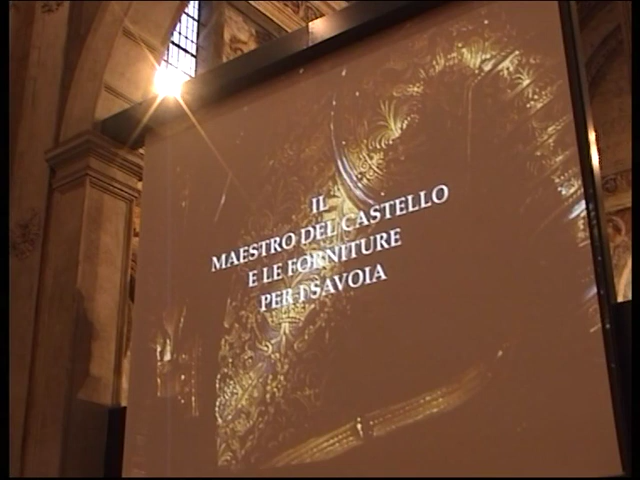 IL
MAESTRO DEL CASTELLO
E LE FORNITURE
PER I SAVOIA